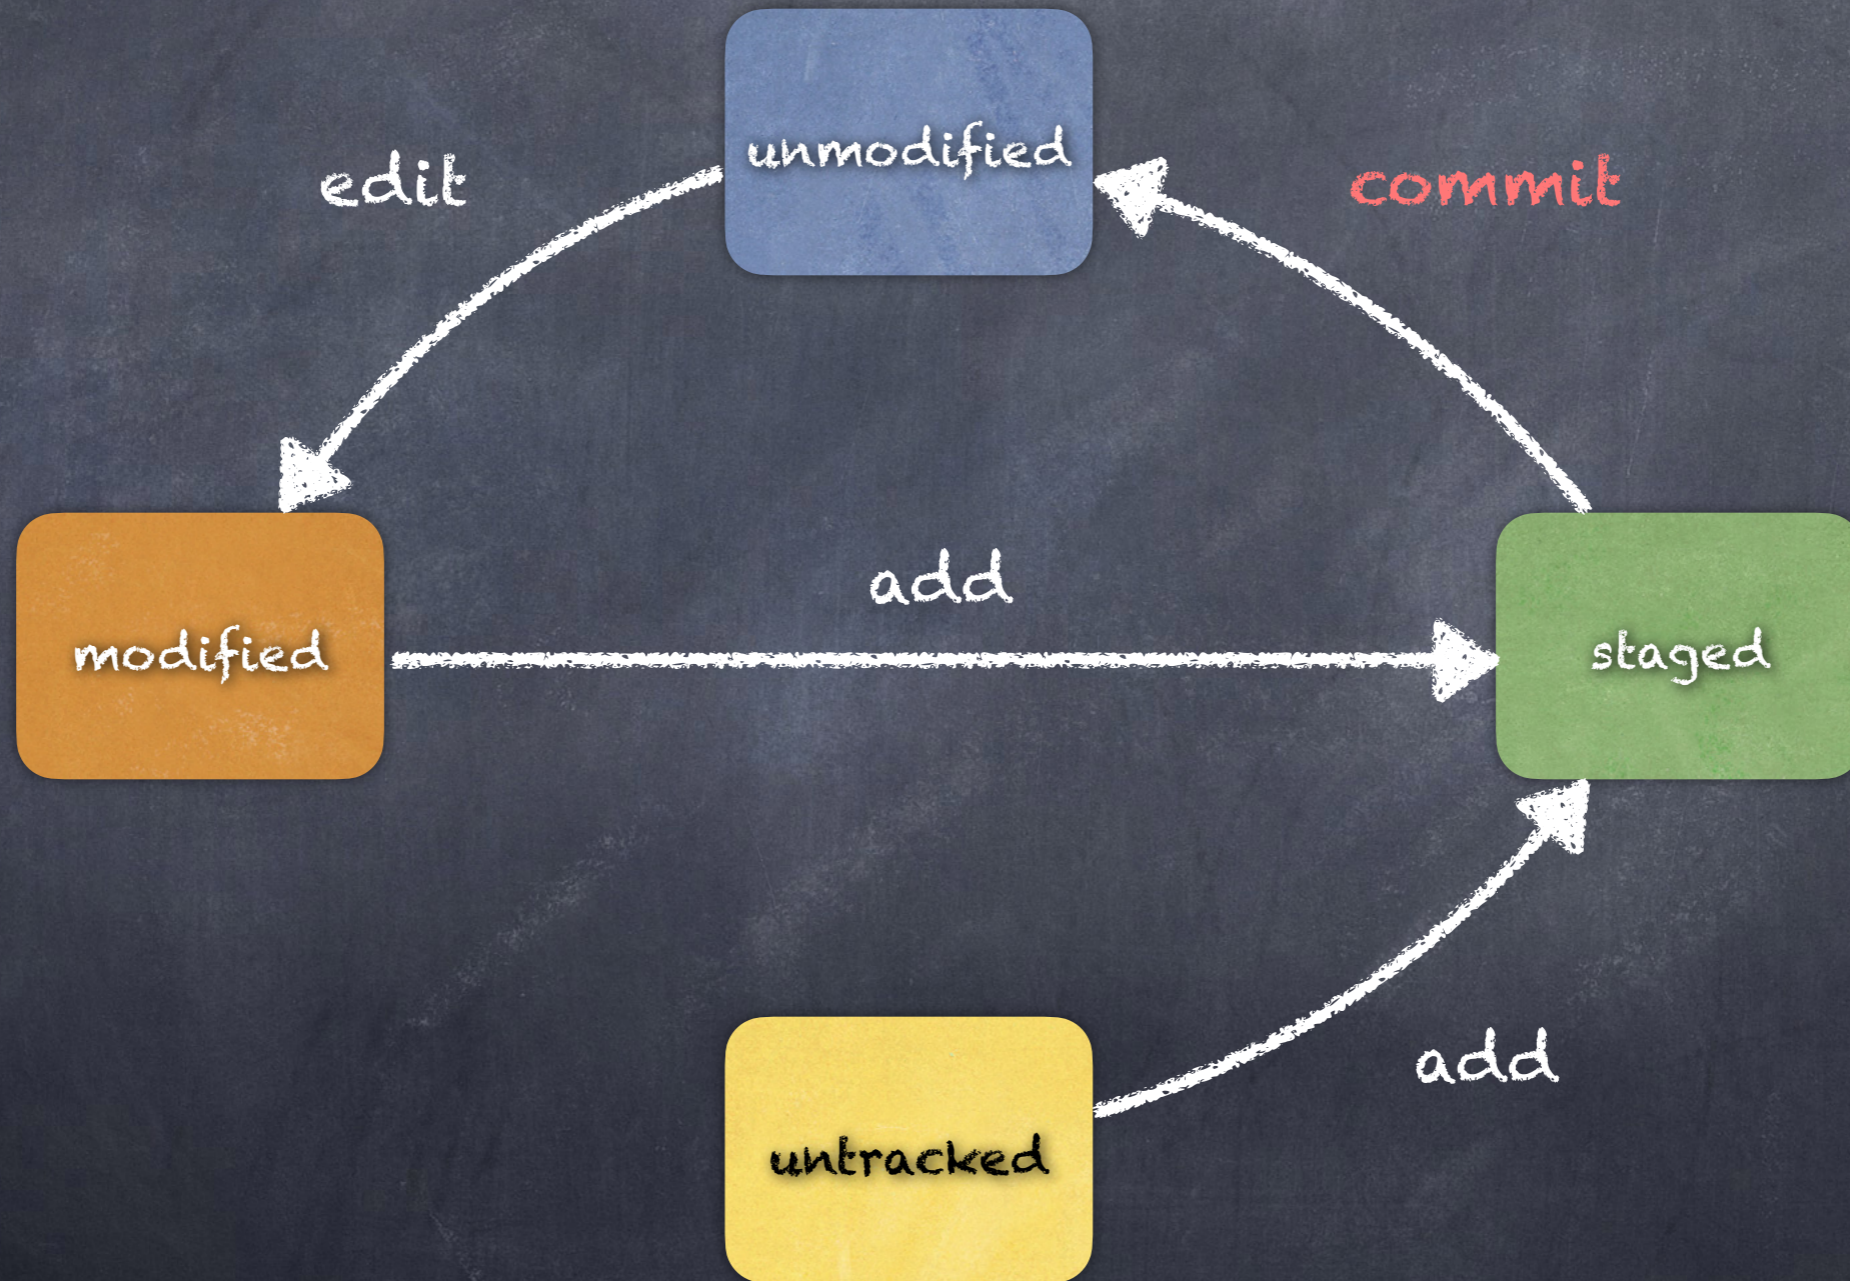 unmodified
edit
commit
add
modified
staged
add
untracked